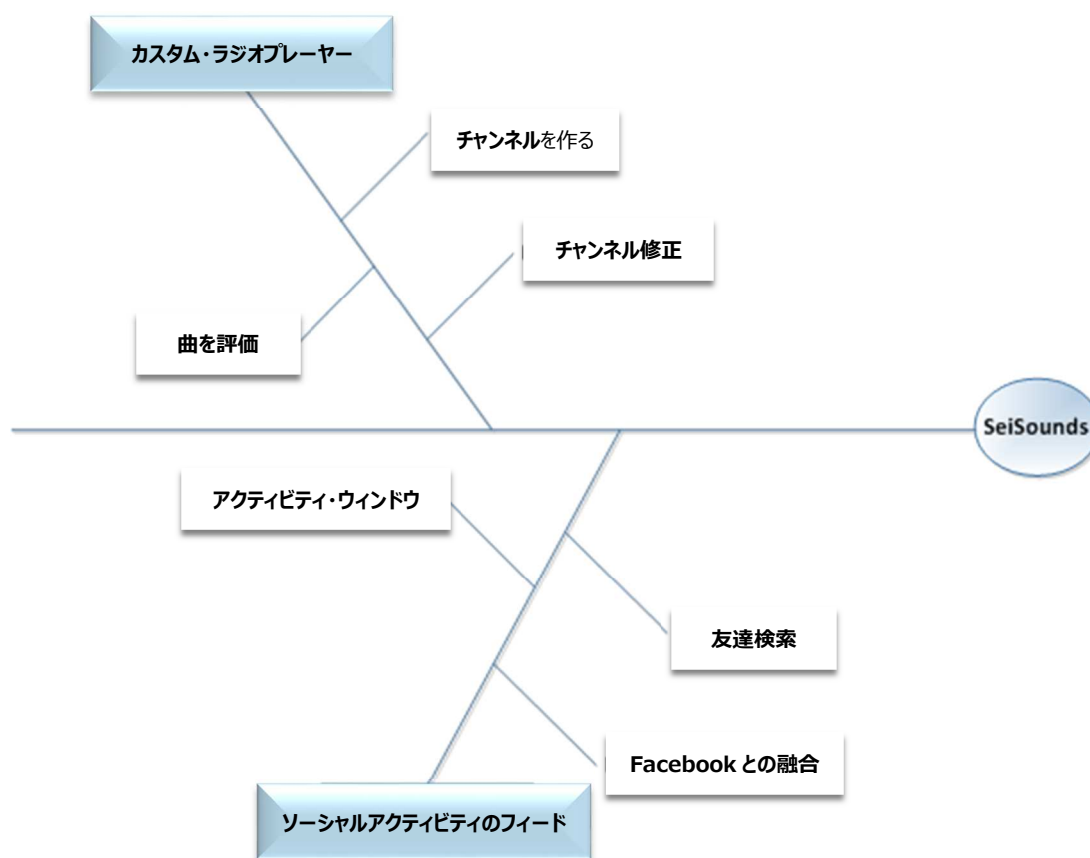 カスタム・ラジオプレーヤー
チャンネルを作る
チャンネル修正
曲を評価
SeiSounds
アクティビティ・ウィンドウ
友達検索
Facebookとの融合
ソーシャルアクティビティのフィード